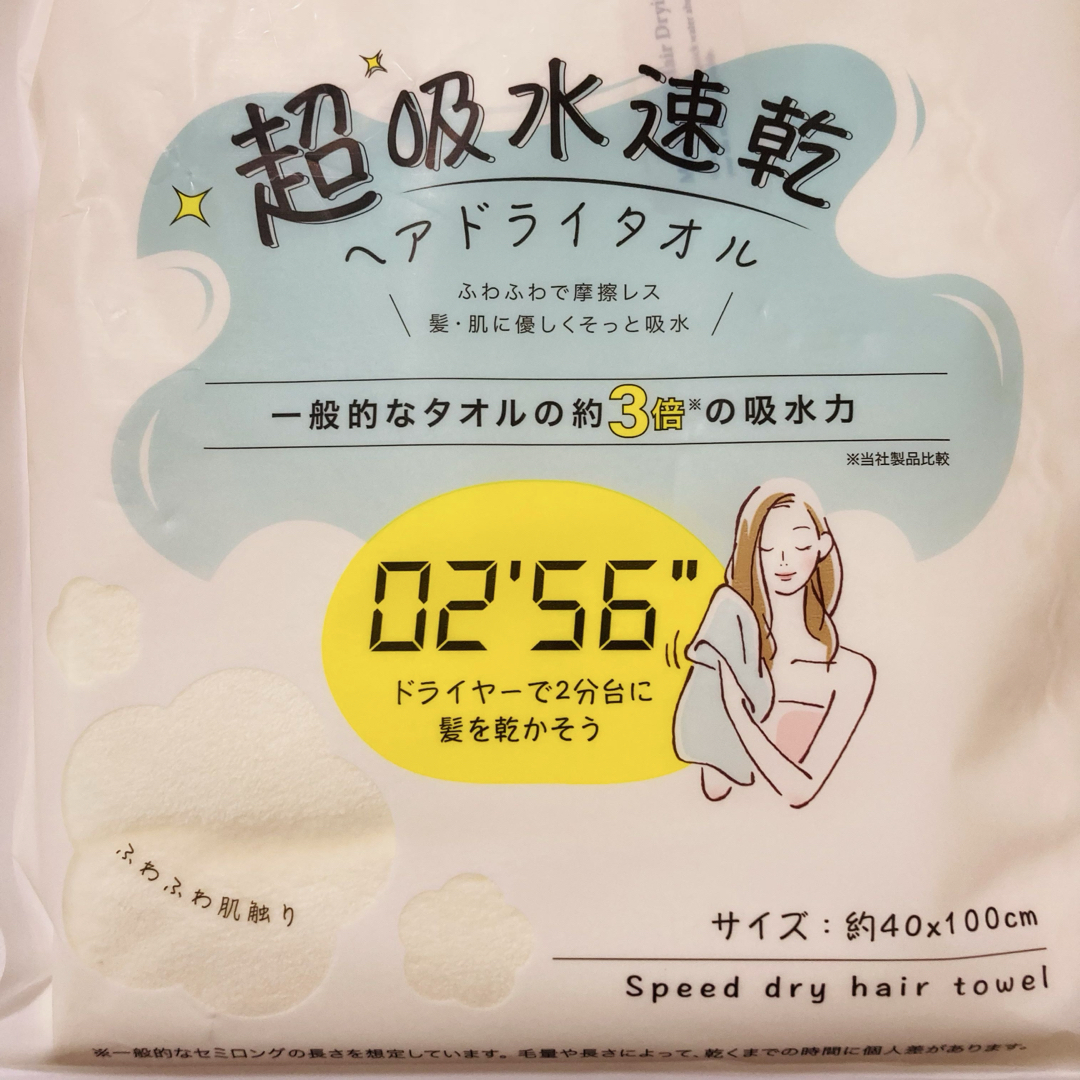 超吸水速乾
ヘアドライタオル
ふわふわで摩擦レス
髪・肌に優しくそっと吸水
一般的なタオルの約3倍※の吸水力
※当社製品比較
02'56"
ドライヤーで2分台に
髪を乾かそう
ふわふわ肌触り
サイズ：約40x100cm
Speed dry hair towel
※一般的なセミロングの長さを想定しています。毛量や長さによって、乾くまでの時間に個人差があります。